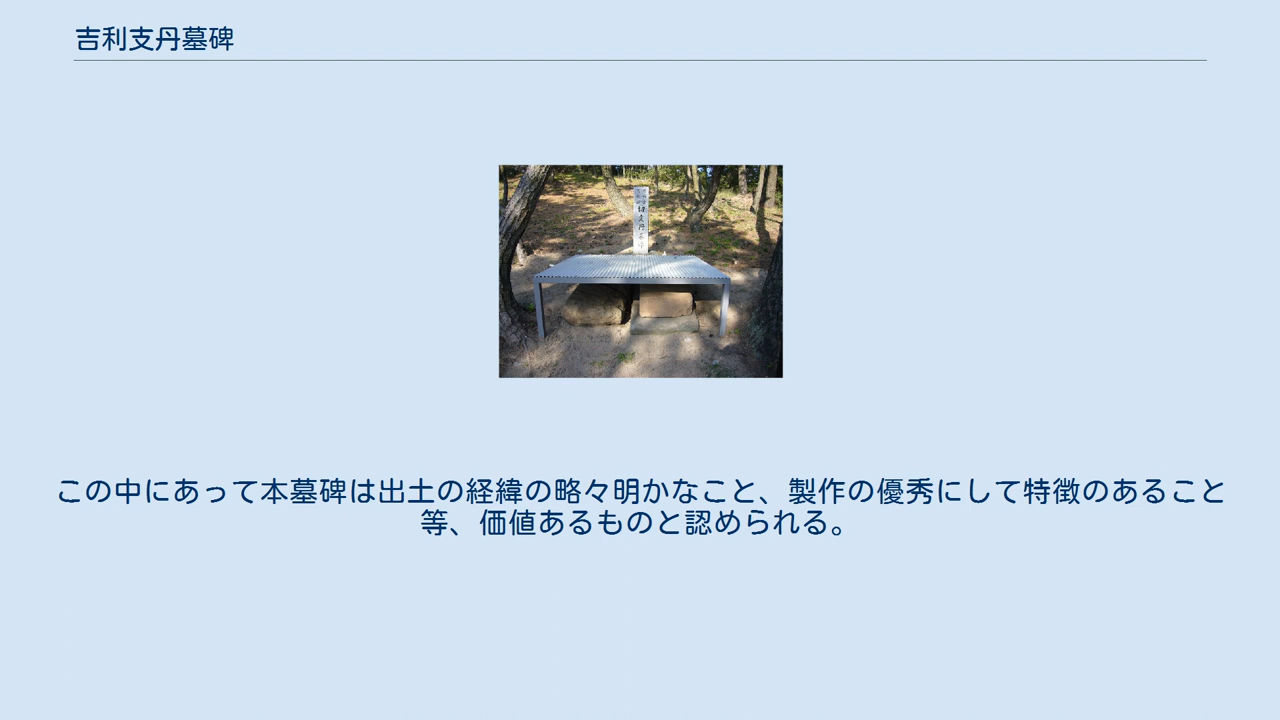 吉利支丹墓碑
この中にあって本墓碑は出土の経緯の略々明かなこと、製作の優秀にして特徴のあること
等、価値あるものと認められる。